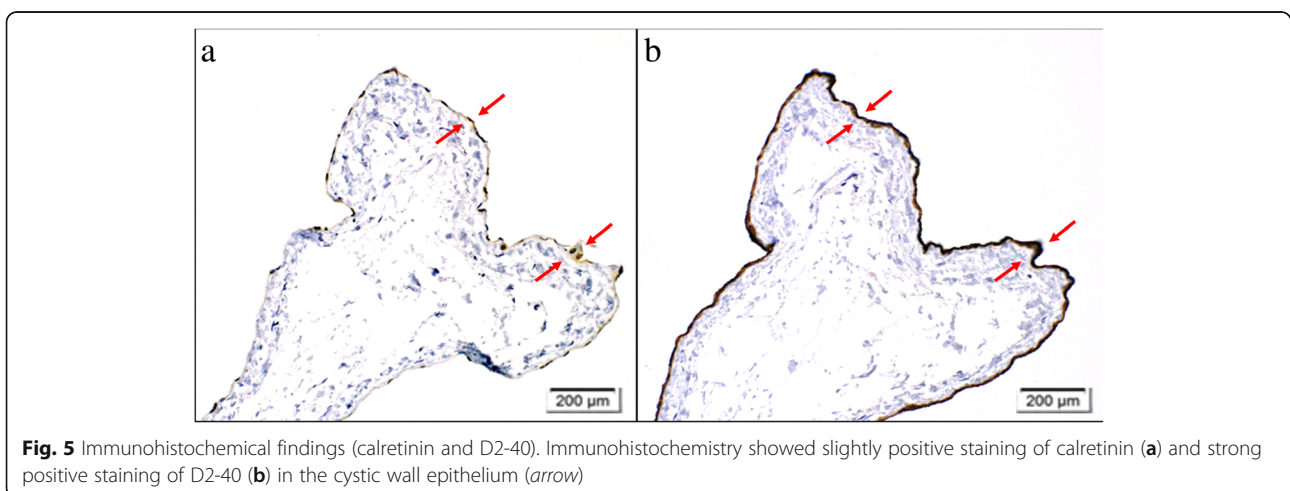 a
b
200 µm
200 µm
Fig. 5 Immunohistochemical findings (calretinin and D2-40). Immunohistochemistry showed slightly positive staining of calretinin (a) and strong
positive staining of D2-40 (b) in the cystic wall epithelium (arrow)